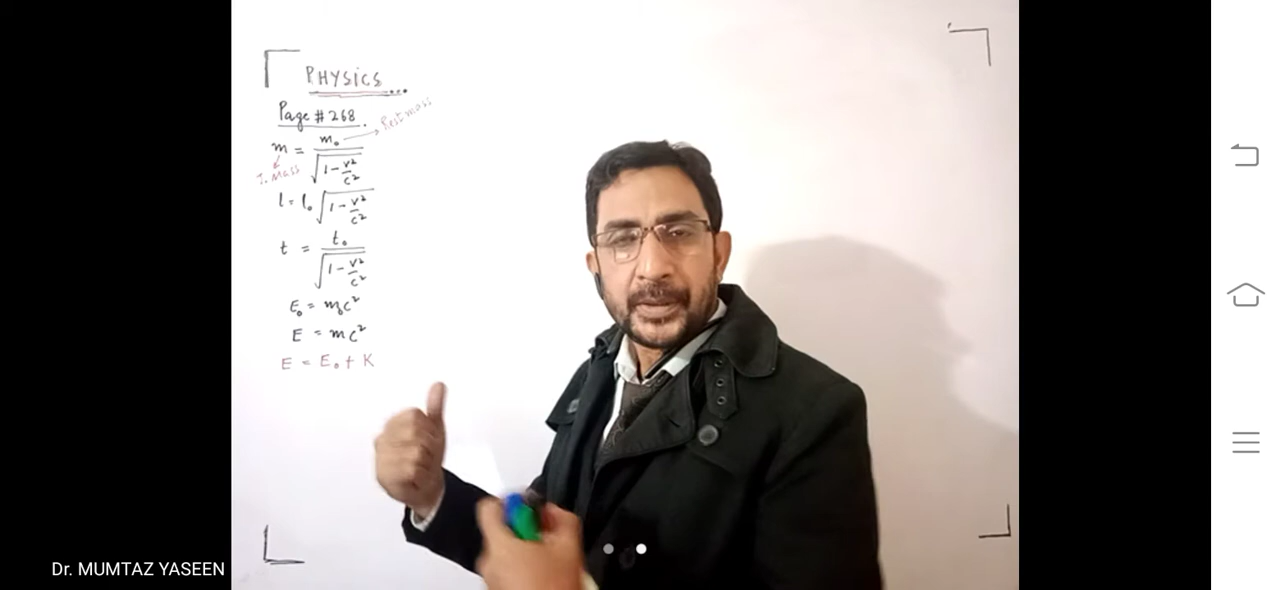 PHYSICS...
Page # 268.
m = m₀ / √(1 - v²/c²) → Rest mass
T. Mass
l = l₀ √(1 - v²/c²)
t = t₀ / √(1 - v²/c²)
E₀ = m₀c²
E = mc²
E = E₀ + K
Dr. MUMTAZ YASEEN